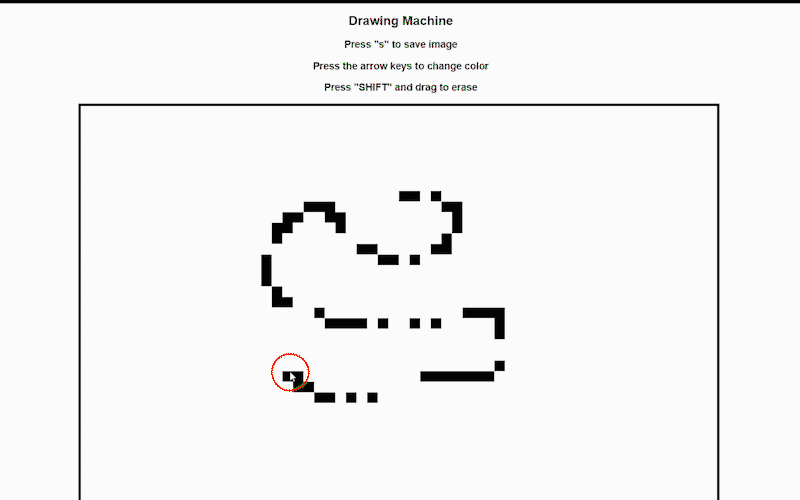 Drawing Machine
Press "s" to save image
Press the arrow keys to change color
Press "SHIFT" and drag to erase